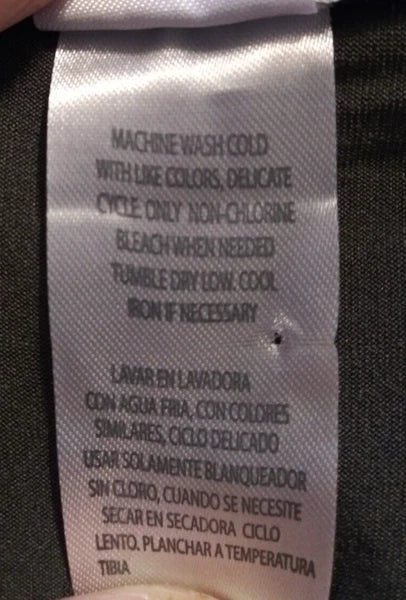 MACHINE WASH COLD
WITH LIKE COLORS, DELICATE
CYCLE ONLY NON-CHLORINE
BLEACH WHEN NEEDED
TUMBLE DRY LOW. COOL
IRON IF NECESSARY
LAVAR EN LAVADORA
CON AGUA FRIA, CON COLORES
SIMILARES, CICLO DELICADO
USAR SOLAMENTE BLANQUEADOR
SIN CLORO, CUANDO SE NECESITE
SECAR EN SECADORA CICLO
LENTO. PLANCHAR A TEMPERATURA
TIBIA